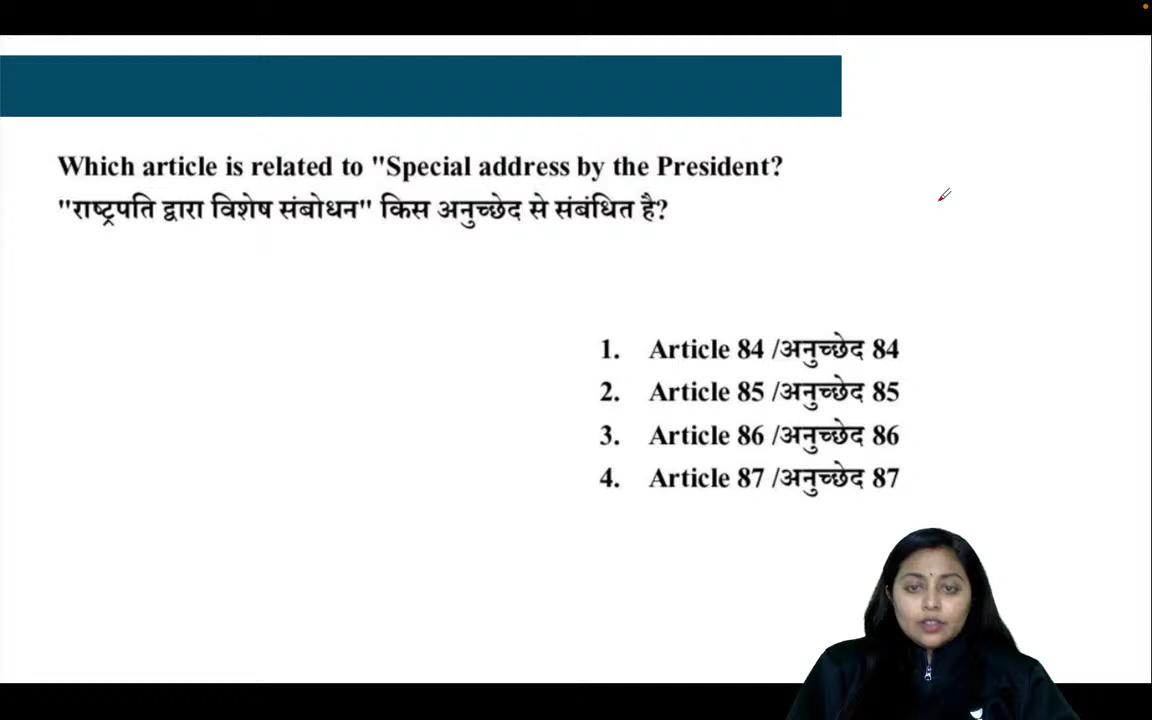 Which article is related to "Special address by the President?
"राष्ट्रपति द्वारा विशेष संबोधन" किस अनुच्छेद से संबंधित है?
1. Article 84 /अनुच्छेद 84
2. Article 85 /अनुच्छेद 85
3. Article 86 /अनुच्छेद 86
4. Article 87 /अनुच्छेद 87